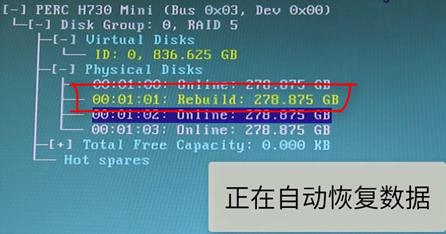 [-] PERC H730 Mini (Bus 0x03, Dev 0x00)
[-] Disk Group: 0, RAID 5
[-] Virtual Disks
ID: 0, 836.625 GB
[-] Physical Disks
00:01:00: Online: 278.875 GB
00:01:01: Rebuild: 278.875 GB
00:01:02: Online: 278.875 GB
00:01:03: Online: 278.875 GB
[+] Total Free Capacity: 0.000 KB
Hot spares
正在自动恢复数据